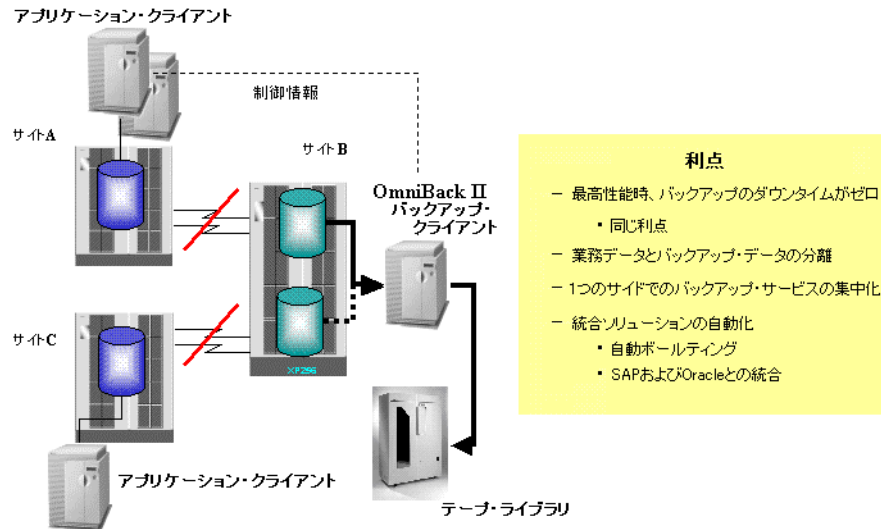 アプリケーション・クライアント
制御情報
サイトA
サイトB
OmniBack II
バックアップ・
クライアント
サイトC
XP256
アプリケーション・クライアント
テープ・ライブラリ
利点
− 最高性能時、バックアップのダウンタイムがゼロ
・ 同じ利点
− 業務データとバックアップ・データの分離
− 1つのサイドでのバックアップ・サービスの集中化
− 統合ソリューションの自動化
・ 自動ボールティング
・ SAPおよびOracleとの統合